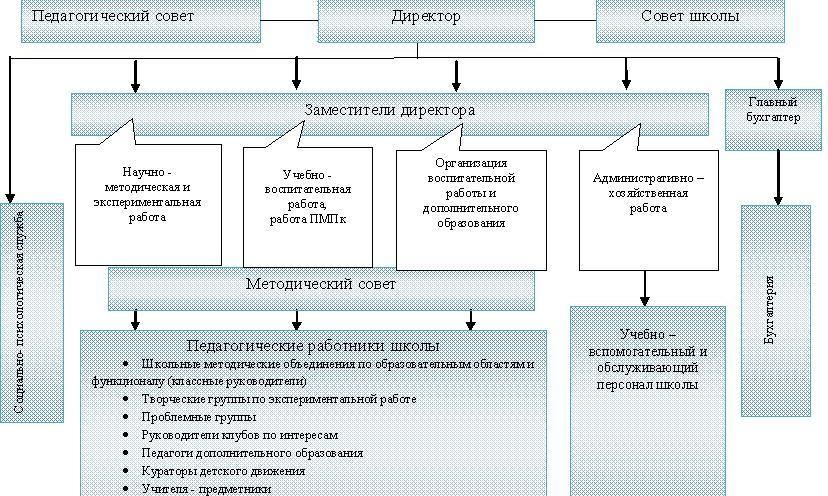 Педагогический совет
Директор
Совет школы
Заместители директора
Главный
бухгалтер
Научно -
методическая и
экспериментальная
работа
Учебно -
воспитательная
работа,
работа ПМПк
Организация
воспитательной
работы и
дополнительного
образования
Административно –
хозяйственная
работа
Социально- психологическая служба
Методический совет
Бухгалтерия
Педагогические работники школы
• Школьные методические объединения по образовательным областям и
функционалу (классные руководители)
• Творческие группы по экспериментальной работе
• Проблемные группы
• Руководители клубов по интересам
• Педагоги дополнительного образования
• Кураторы детского движения
• Учителя - предметники
Учебно –
вспомогательный и
обслуживающий
персонал школы